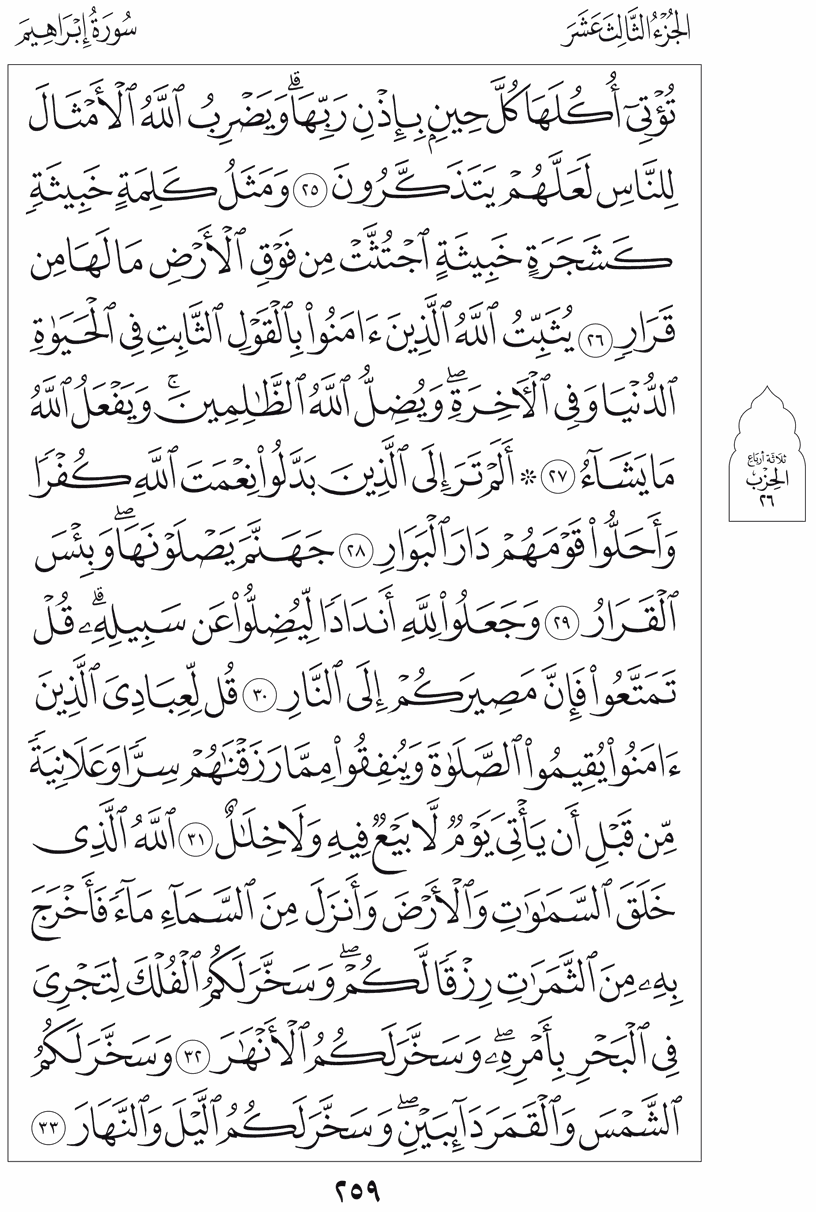 الجُزْءُ الثَّالِثَ عَشَرَ
سُورَةُ إِبْرَاهِيمَ
تُؤْتِيٓ أُكُلَهَا كُلَّ حِينِۭ بِإِذْنِ رَبِّهَاۗ وَيَضْرِبُ ٱللَّهُ ٱلْأَمْثَالَ
لِلنَّاسِ لَعَلَّهُمْ يَتَذَكَّرُونَ ٢٥ وَمَثَلُ كَلِمَةٍ خَبِيثَةٍ
كَشَجَرَةٍ خَبِيثَةٍ ٱجْتُثَّتْ مِن فَوْقِ ٱلْأَرْضِ مَا لَهَا مِن
قَرَارٍ ٢٦ يُثَبِّتُ ٱللَّهُ ٱلَّذِينَ ءَامَنُوا۟ بِٱلْقَوْلِ ٱلثَّابِتِ فِي ٱلْحَيَوٰةِ
ٱلدُّنْيَا وَفِي ٱلْـَٔاخِرَةِۖ وَيُضِلُّ ٱللَّهُ ٱلظَّـٰلِمِينَۚ وَيَفْعَلُ ٱللَّهُ
مَا يَشَآءُ ٢٧ ۞ أَلَمْ تَرَ إِلَى ٱلَّذِينَ بَدَّلُوا۟ نِعْمَتَ ٱللَّهِ كُفْرًا
وَأَحَلُّوا۟ قَوْمَهُمْ دَارَ ٱلْبَوَارِ ٢٨ جَهَنَّمَ يَصْلَوْنَهَاۖ وَبِئْسَ
ٱلْقَرَارُ ٢٩ وَجَعَلُوا۟ لِلَّهِ أَندَادًا لِّيُضِلُّوا۟ عَن سَبِيلِهِۦۗ قُلْ
تَمَتَّعُوا۟ فَإِنَّ مَصِيرَكُمْ إِلَى ٱلنَّارِ ٣٠ قُل لِّعِبَادِيَ ٱلَّذِينَ
ءَامَنُوا۟ يُقِيمُوا۟ ٱلصَّلَوٰةَ وَيُنفِقُوا۟ مِمَّا رَزَقْنَـٰهُمْ سِرًّا وَعَلَانِيَةً
مِّن قَبْلِ أَن يَأْتِيَ يَوْمٌ لَّا بَيْعٌ فِيهِ وَلَا خِلَـٰلٌ ٣١ ٱللَّهُ ٱلَّذِي
خَلَقَ ٱلسَّمَـٰوَٰتِ وَٱلْأَرْضَ وَأَنزَلَ مِنَ ٱلسَّمَآءِ مَآءً فَأَخْرَجَ
بِهِۦ مِنَ ٱلثَّمَرَٰتِ رِزْقًا لَّكُمْۖ وَسَخَّرَ لَكُمُ ٱلْفُلْكَ لِتَجْرِيَ
فِي ٱلْبَحْرِ بِأَمْرِهِۦۖ وَسَخَّرَ لَكُمُ ٱلْأَنْهَـٰرَ ٣٢ وَسَخَّرَ لَكُمُ
ٱلشَّمْسَ وَٱلْقَمَرَ دَآئِبَيْنِۖ وَسَخَّرَ لَكُمُ ٱلَّيْلَ وَٱلنَّهَارَ ٣٣
ثلاثة أرباع
الحِزْب
٢٦
٢٥٩